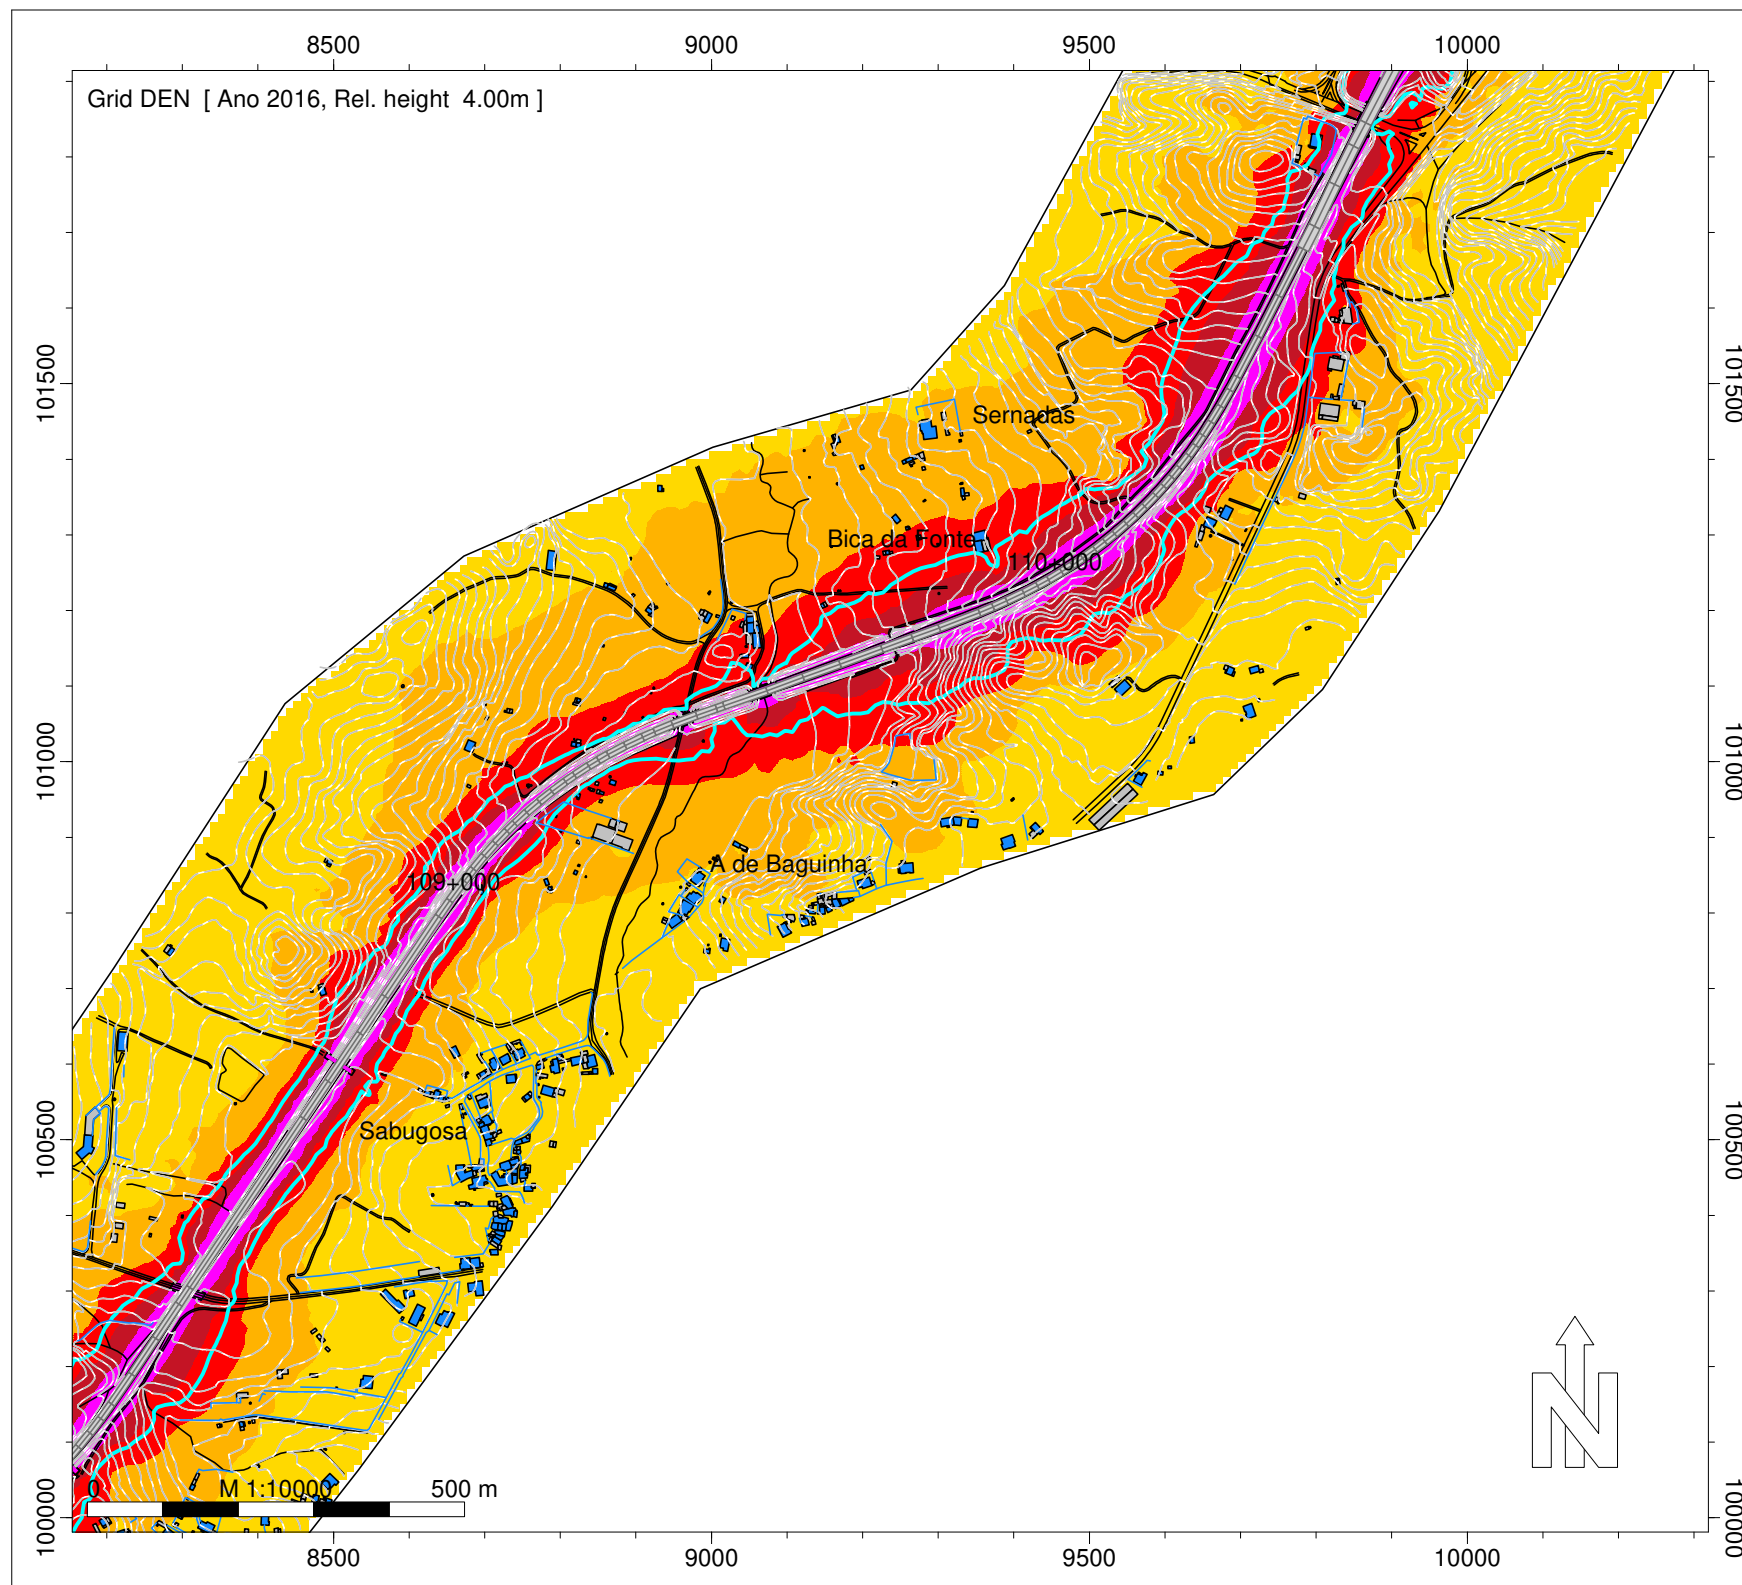 8500 9000 9500 10000
Grid DEN [ Ano 2016, Rel. height 4.00m ]
101500 101500
Sernadas
Bica da Fonte
110+000
101000 101000
A de Baguinha
109+000
100500 100500
Sabugosa
0 M 1:10000 500 m
N
100000 100000
8500 9000 9500 10000